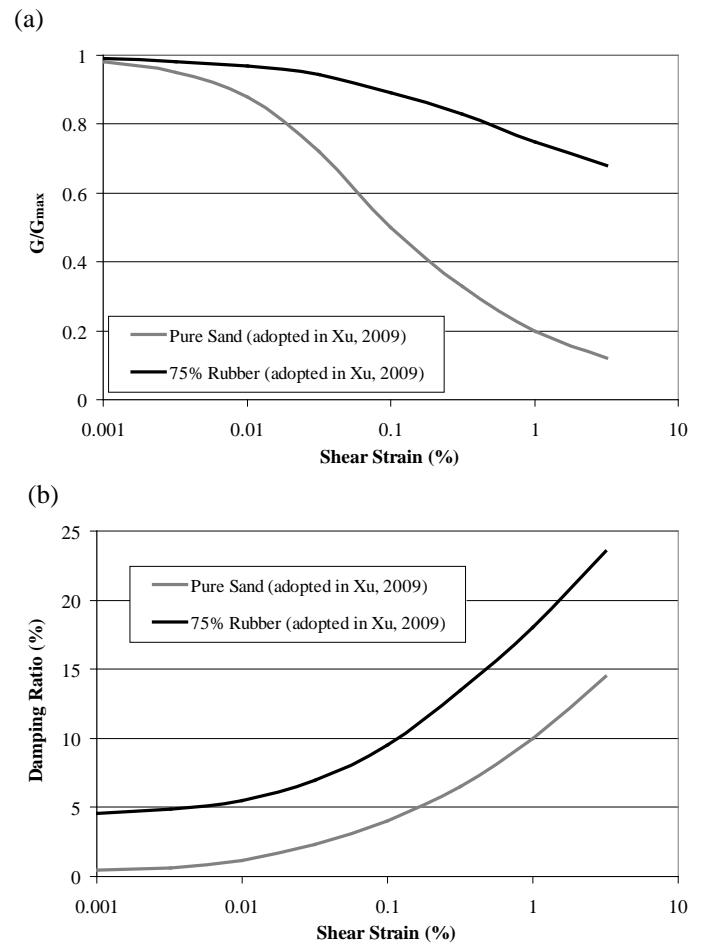 (a)
1
0.8
0.6
0.4
0.2
0
G/Gmax
Pure Sand (adopted in Xu, 2009)
75% Rubber (adopted in Xu, 2009)
0.001 0.01 0.1 1 10
Shear Strain (%)
(b)
25
20
15
10
5
0
Damping Ratio (%)
Pure Sand (adopted in Xu, 2009)
75% Rubber (adopted in Xu, 2009)
0.001 0.01 0.1 1 10
Shear Strain (%)